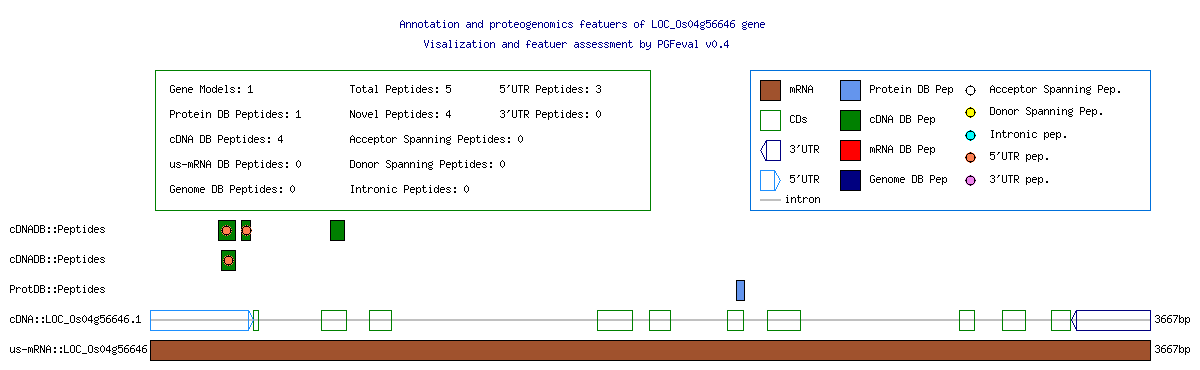 Annotation and proteogenomics featuers of LOC_Os04g56646 gene
Visalization and featuer assessment by PGFeval v0.4
Gene Models: 1 Total Peptides: 5 5'UTR Peptides: 3
Protein DB Peptides: 1 Novel Peptides: 4 3'UTR Peptides: 0
cDNA DB Peptides: 4 Acceptor Spanning Peptides: 0
us-mRNA DB Peptides: 0 Donor Spanning Peptides: 0
Genome DB Peptides: 0 Intronic Peptides: 0
mRNA Protein DB Pep Acceptor Spanning Pep.
CDs cDNA DB Pep Donor Spanning Pep.
3'UTR mRNA DB Pep Intronic pep.
5'UTR Genome DB Pep 5'UTR pep.
intron 3'UTR pep.
cDNADB::Peptides
cDNADB::Peptides
ProtDB::Peptides
cDNA::LOC_Os04g56646.1 3667bp
us-mRNA::LOC_Os04g56646 3667bp